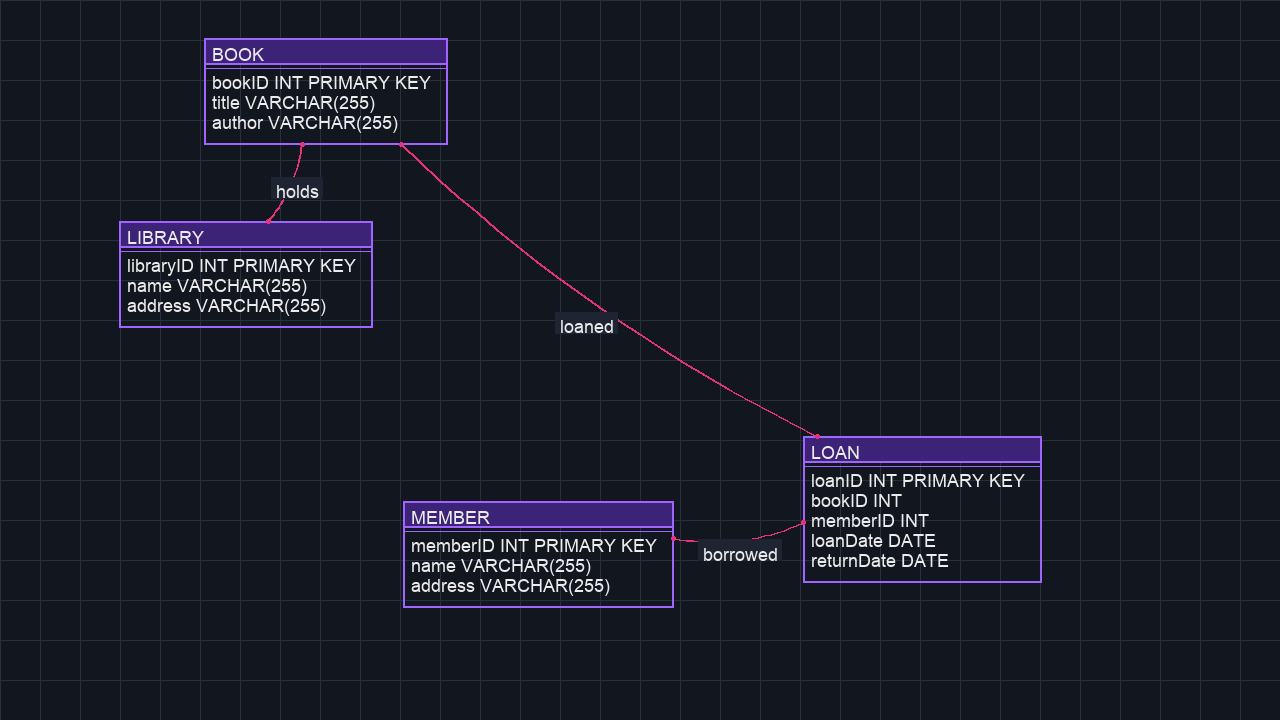 BOOK
bookID INT PRIMARY KEY
title VARCHAR(255)
author VARCHAR(255)
holds
LIBRARY
libraryID INT PRIMARY KEY
name VARCHAR(255)
address VARCHAR(255)
loaned
LOAN
loanID INT PRIMARY KEY
bookID INT
memberID INT
loanDate DATE
returnDate DATE
MEMBER
memberID INT PRIMARY KEY
name VARCHAR(255)
address VARCHAR(255)
borrowed